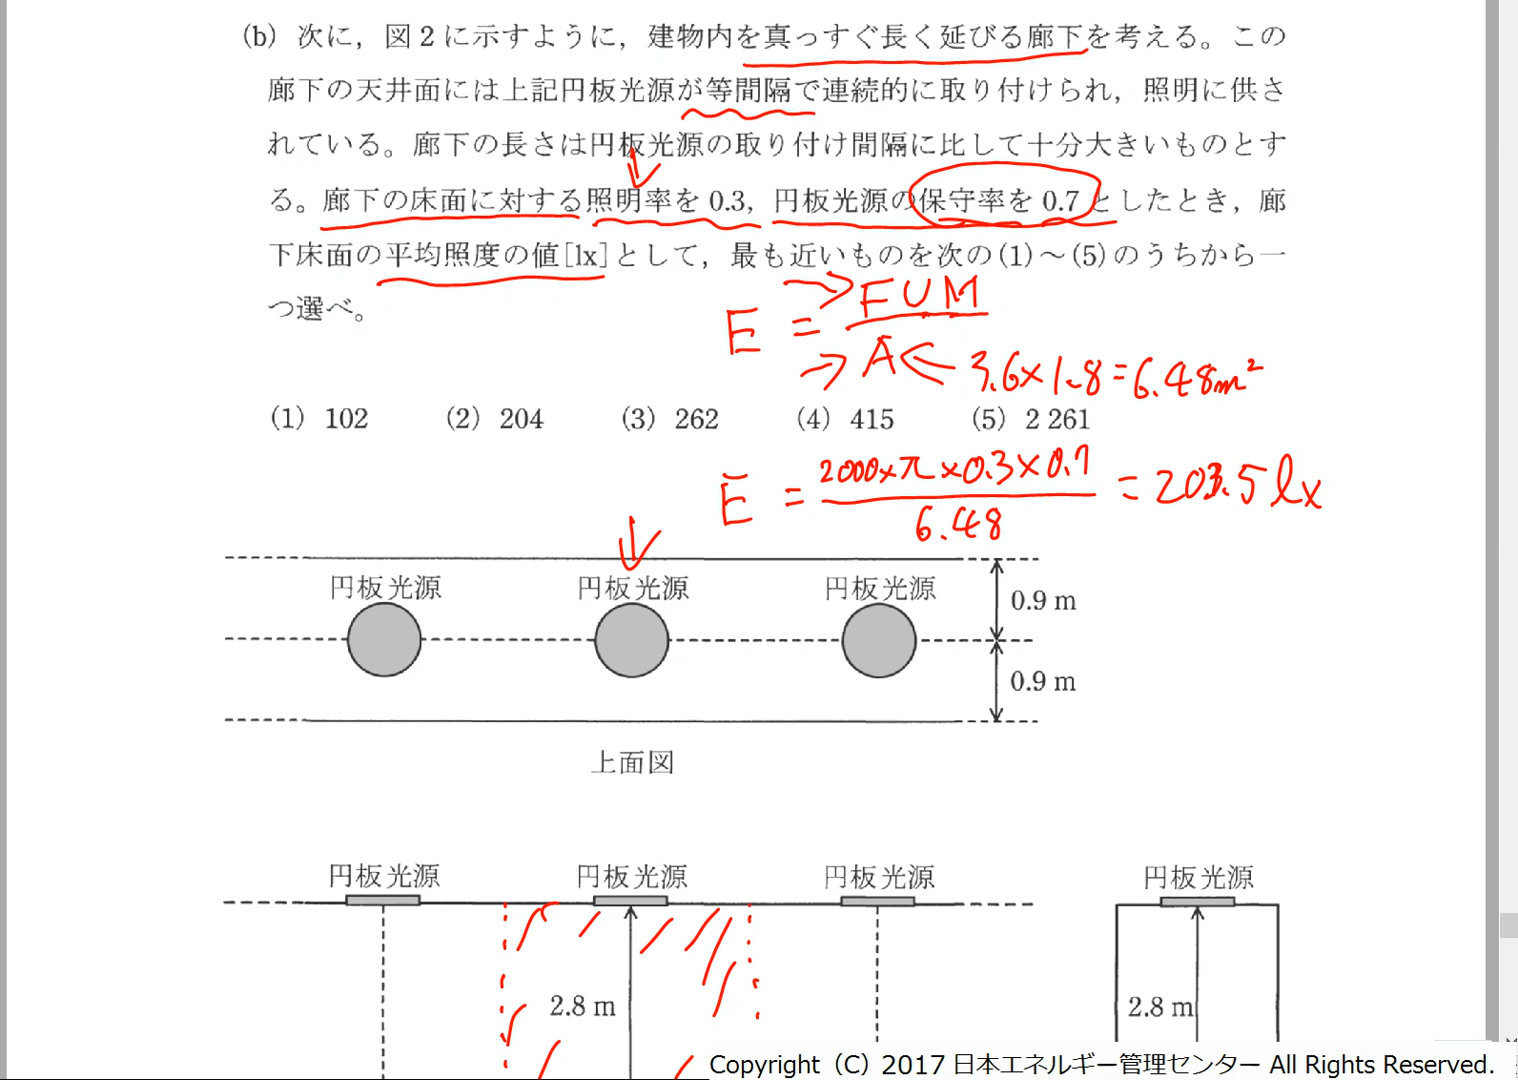 (b) 次に，図２に示すように，建物内を真っすぐ長く延びる廊下を考える。この
廊下の天井面には上記円板光源が等間隔で連続的に取り付けられ，照明に供さ
れている。廊下の長さは円板光源の取り付け間隔に比して十分大きいものとす
る。廊下の床面に対する照明率を 0.3，円板光源の保守率を 0.7 としたとき，廊
下床面の平均照度の値[lx]として，最も近いものを次の(1)～(5)のうちから一
つ選べ。
E = FUM / A ← 3.6×1.8=6.48m²
(1) 102 (2) 204 (3) 262 (4) 415 (5) 2 261
Ē = 2000×π×0.3×0.7 / 6.48 = 203.5 lx
円板光源 円板光源 円板光源
0.9 m
0.9 m
上面図
円板光源 円板光源 円板光源 円板光源
2.8 m 2.8 m
Copyright（C）2017 日本エネルギー管理センター All Rights Reserved.